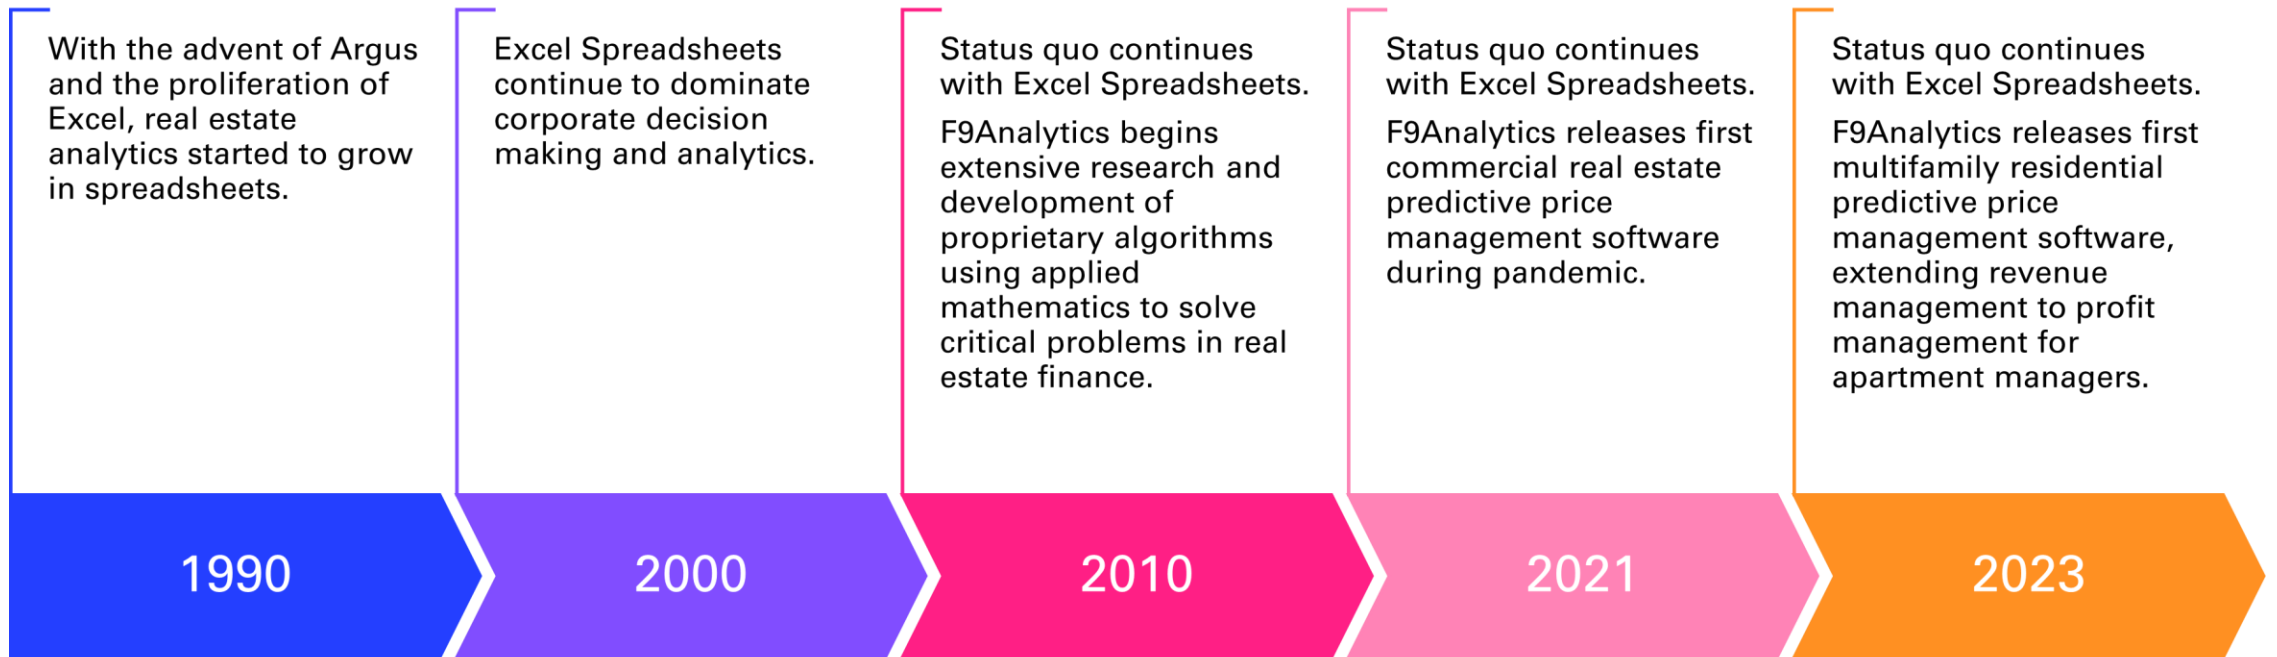 With the advent of Argus
and the proliferation of
Excel, real estate
analytics started to grow
in spreadsheets.
Excel Spreadsheets
continue to dominate
corporate decision
making and analytics.
Status quo continues
with Excel Spreadsheets.
F9Analytics begins
extensive research and
development of
proprietary algorithms
using applied
mathematics to solve
critical problems in real
estate finance.
Status quo continues
with Excel Spreadsheets.
F9Analytics releases first
commercial real estate
predictive price
management software
during pandemic.
Status quo continues
with Excel Spreadsheets.
F9Analytics releases first
multifamily residential
predictive price
management software,
extending revenue
management to profit
management for
apartment managers.
1990
2000
2010
2021
2023